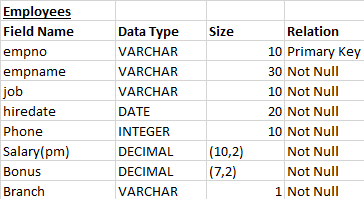 Employees
Field Name Data Type Size Relation
empno VARCHAR 10 Primary Key
empname VARCHAR 30 Not Null
job VARCHAR 10 Not Null
hiredate DATE 20 Not Null
Phone INTEGER 10 Not Null
Salary(pm) DECIMAL (10,2) Not Null
Bonus DECIMAL (7,2) Not Null
Branch VARCHAR 1 Not Null